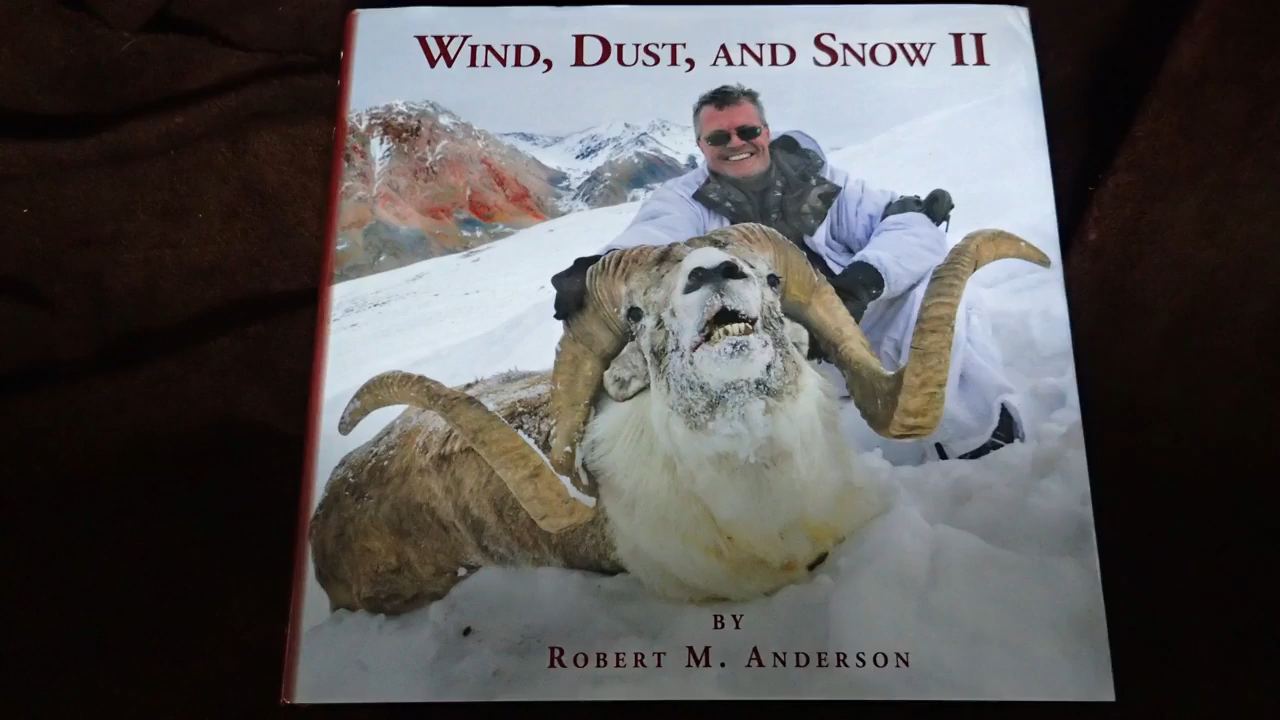 WIND, DUST, AND SNOW II
BY
ROBERT M. ANDERSON